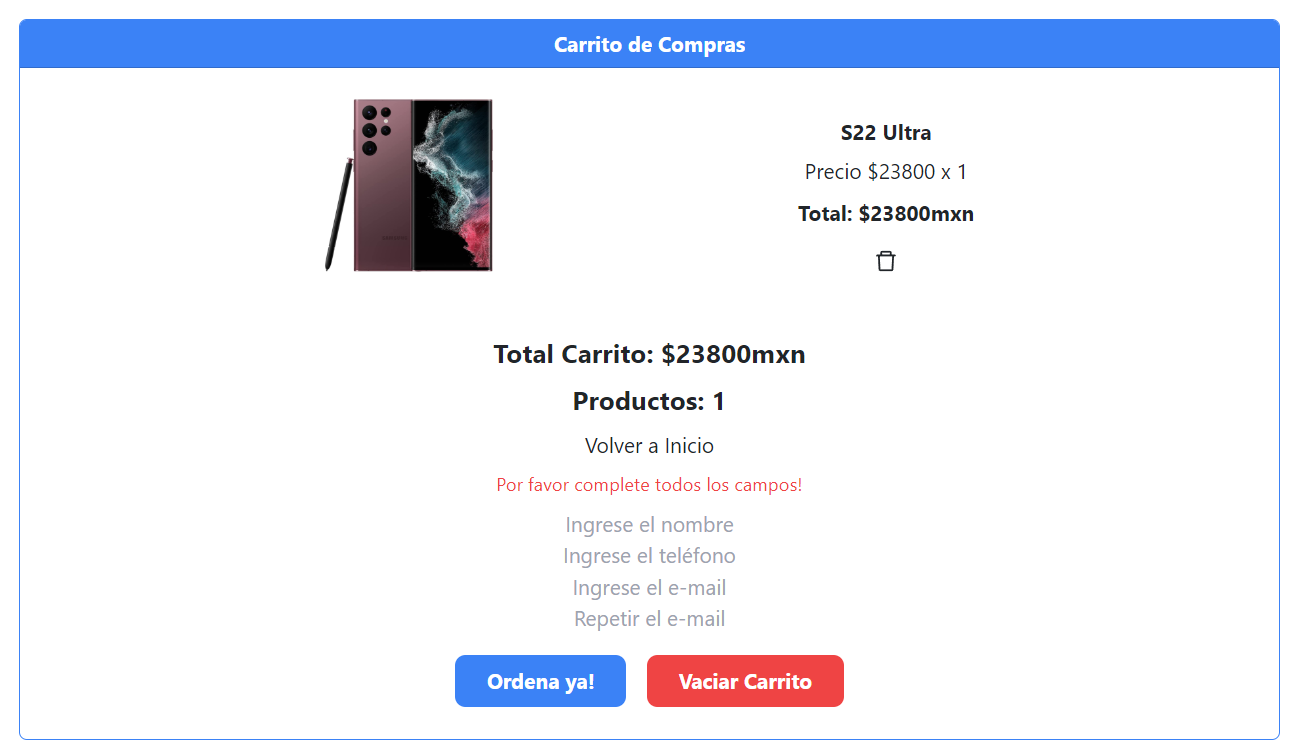 Carrito de Compras
S22 Ultra
Precio $23800 x 1
Total: $23800mxn
Total Carrito: $23800mxn
Productos: 1
Volver a Inicio
Por favor complete todos los campos!
Ingrese el nombre
Ingrese el teléfono
Ingrese el e-mail
Repetir el e-mail
Ordena ya!
Vaciar Carrito